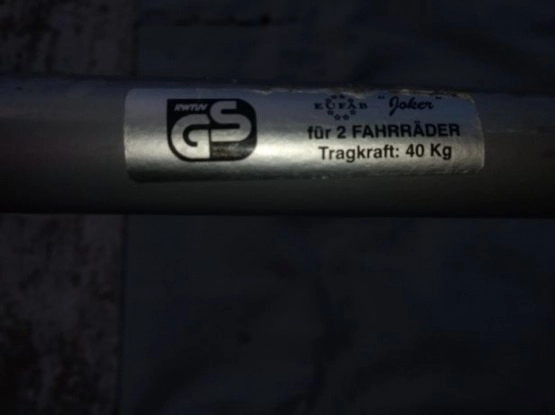 RWTÜV
GS
EUFAB "Joker"
für 2 FAHRRÄDER
Tragkraft: 40 Kg